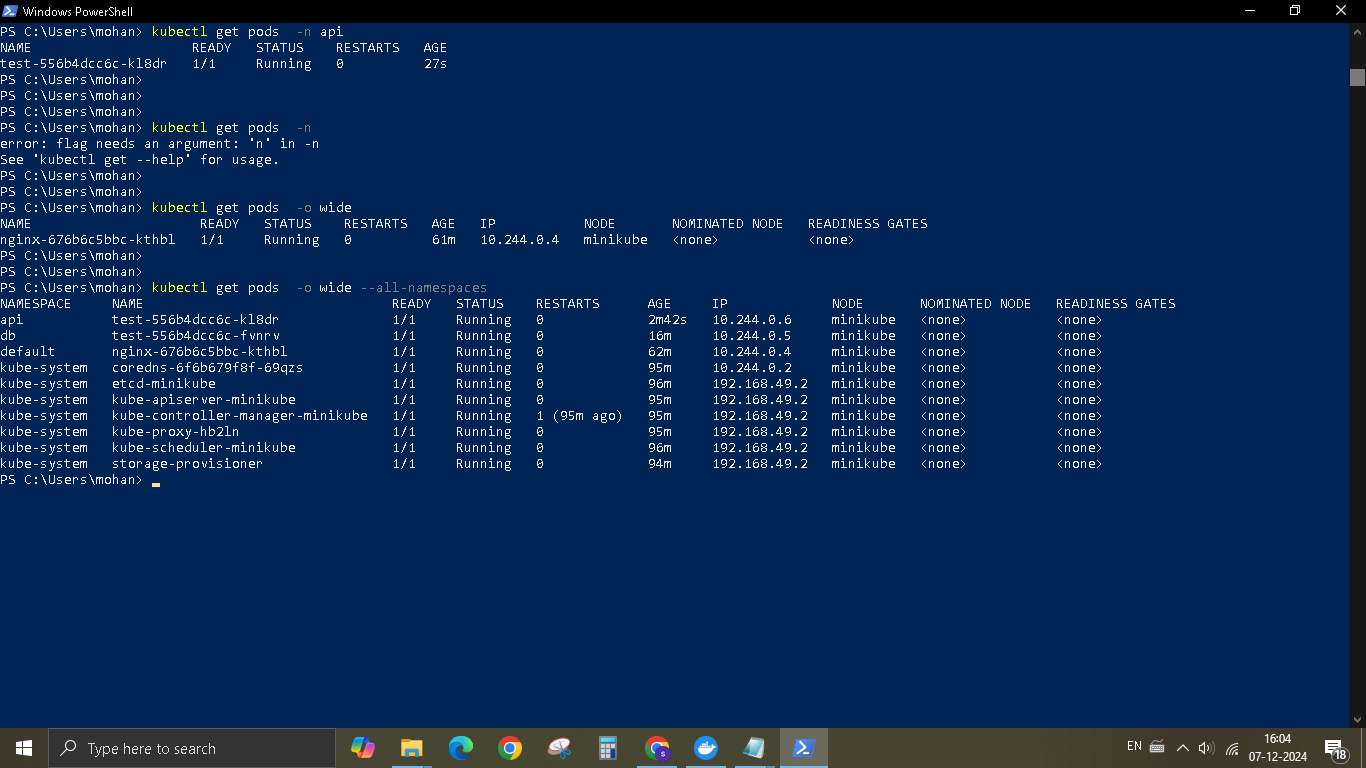 Windows PowerShell
PS C:\Users\mohan> kubectl get pods  -n api
NAME                    READY   STATUS    RESTARTS   AGE
test-556b4dcc6c-kl8dr   1/1     Running   0          27s
PS C:\Users\mohan>
PS C:\Users\mohan>
PS C:\Users\mohan>
PS C:\Users\mohan> kubectl get pods  -n
error: flag needs an argument: 'n' in -n
See 'kubectl get --help' for usage.
PS C:\Users\mohan>
PS C:\Users\mohan>
PS C:\Users\mohan> kubectl get pods  -o wide
NAME                     READY   STATUS    RESTARTS   AGE   IP           NODE       NOMINATED NODE   READINESS GATES
nginx-676b6c5bbc-kthbl   1/1     Running   0          61m   10.244.0.4   minikube   <none>           <none>
PS C:\Users\mohan>
PS C:\Users\mohan>
PS C:\Users\mohan> kubectl get pods  -o wide --all-namespaces
NAMESPACE     NAME                               READY   STATUS    RESTARTS      AGE     IP             NODE       NOMINATED NODE   READINESS GATES
api           test-556b4dcc6c-kl8dr              1/1     Running   0             2m42s   10.244.0.6     minikube   <none>           <none>
db            test-556b4dcc6c-fvnrv              1/1     Running   0             16m     10.244.0.5     minikube   <none>           <none>
default       nginx-676b6c5bbc-kthbl             1/1     Running   0             62m     10.244.0.4     minikube   <none>           <none>
kube-system   coredns-6f6b679f8f-69qzs           1/1     Running   0             95m     10.244.0.2     minikube   <none>           <none>
kube-system   etcd-minikube                      1/1     Running   0             96m     192.168.49.2   minikube   <none>           <none>
kube-system   kube-apiserver-minikube            1/1     Running   0             95m     192.168.49.2   minikube   <none>           <none>
kube-system   kube-controller-manager-minikube   1/1     Running   1 (95m ago)   95m     192.168.49.2   minikube   <none>           <none>
kube-system   kube-proxy-hb2ln                   1/1     Running   0             95m     192.168.49.2   minikube   <none>           <none>
kube-system   kube-scheduler-minikube            1/1     Running   0             96m     192.168.49.2   minikube   <none>           <none>
kube-system   storage-provisioner                1/1     Running   0             94m     192.168.49.2   minikube   <none>           <none>
PS C:\Users\mohan>
Type here to search
EN
16:04
07-12-2024
18